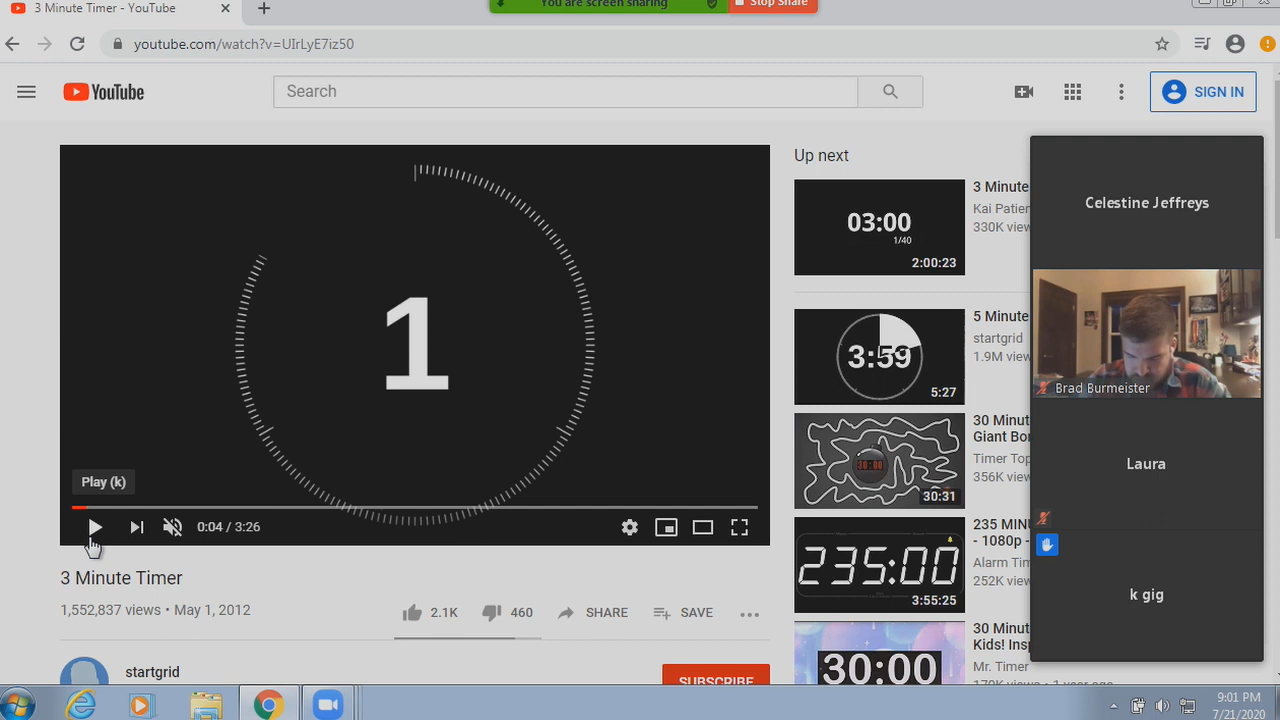 3 Minute Timer - YouTube
You are screen sharing
Stop Share
youtube.com/watch?v=UIrLyE7iz50
YouTube
Search
SIGN IN
1
Play (k)
0:04 / 3:26
3 Minute Timer
1,552,837 views • May 1, 2012
2.1K
460
SHARE
SAVE
startgrid
SUBSCRIBE
Up next
03:00
1/40
2:00:23
3 Minute
Kai Patier
330K view
3:59
5:27
5 Minute
startgrid
1.9M view
30:00
30:31
30 Minut
Giant Bor
Timer Top
356K view
235:00
3:55:25
235 MINU
- 1080p -
Alarm Tim
252K view
30:00
30 Minut
Kids! Insp
Mr. Timer
Celestine Jeffreys
Brad Burmeister
Laura
k gig
9:01 PM
7/21/2020